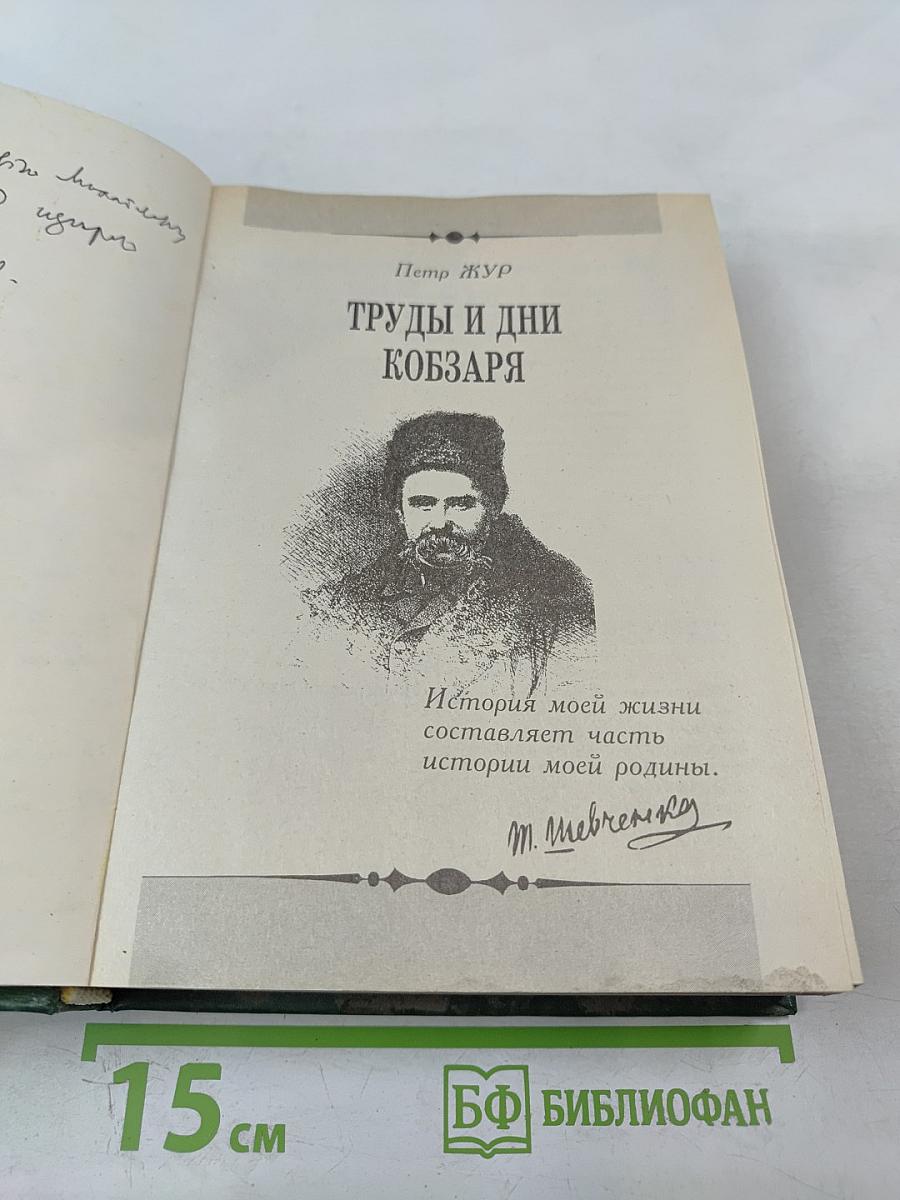 Петр ЖУР
ТРУДЫ И ДНИ
КОБЗАРЯ
История моей жизни
составляет часть
истории моей родины.
Т. Шевченко
15 см
БФ БИБЛИОФАН